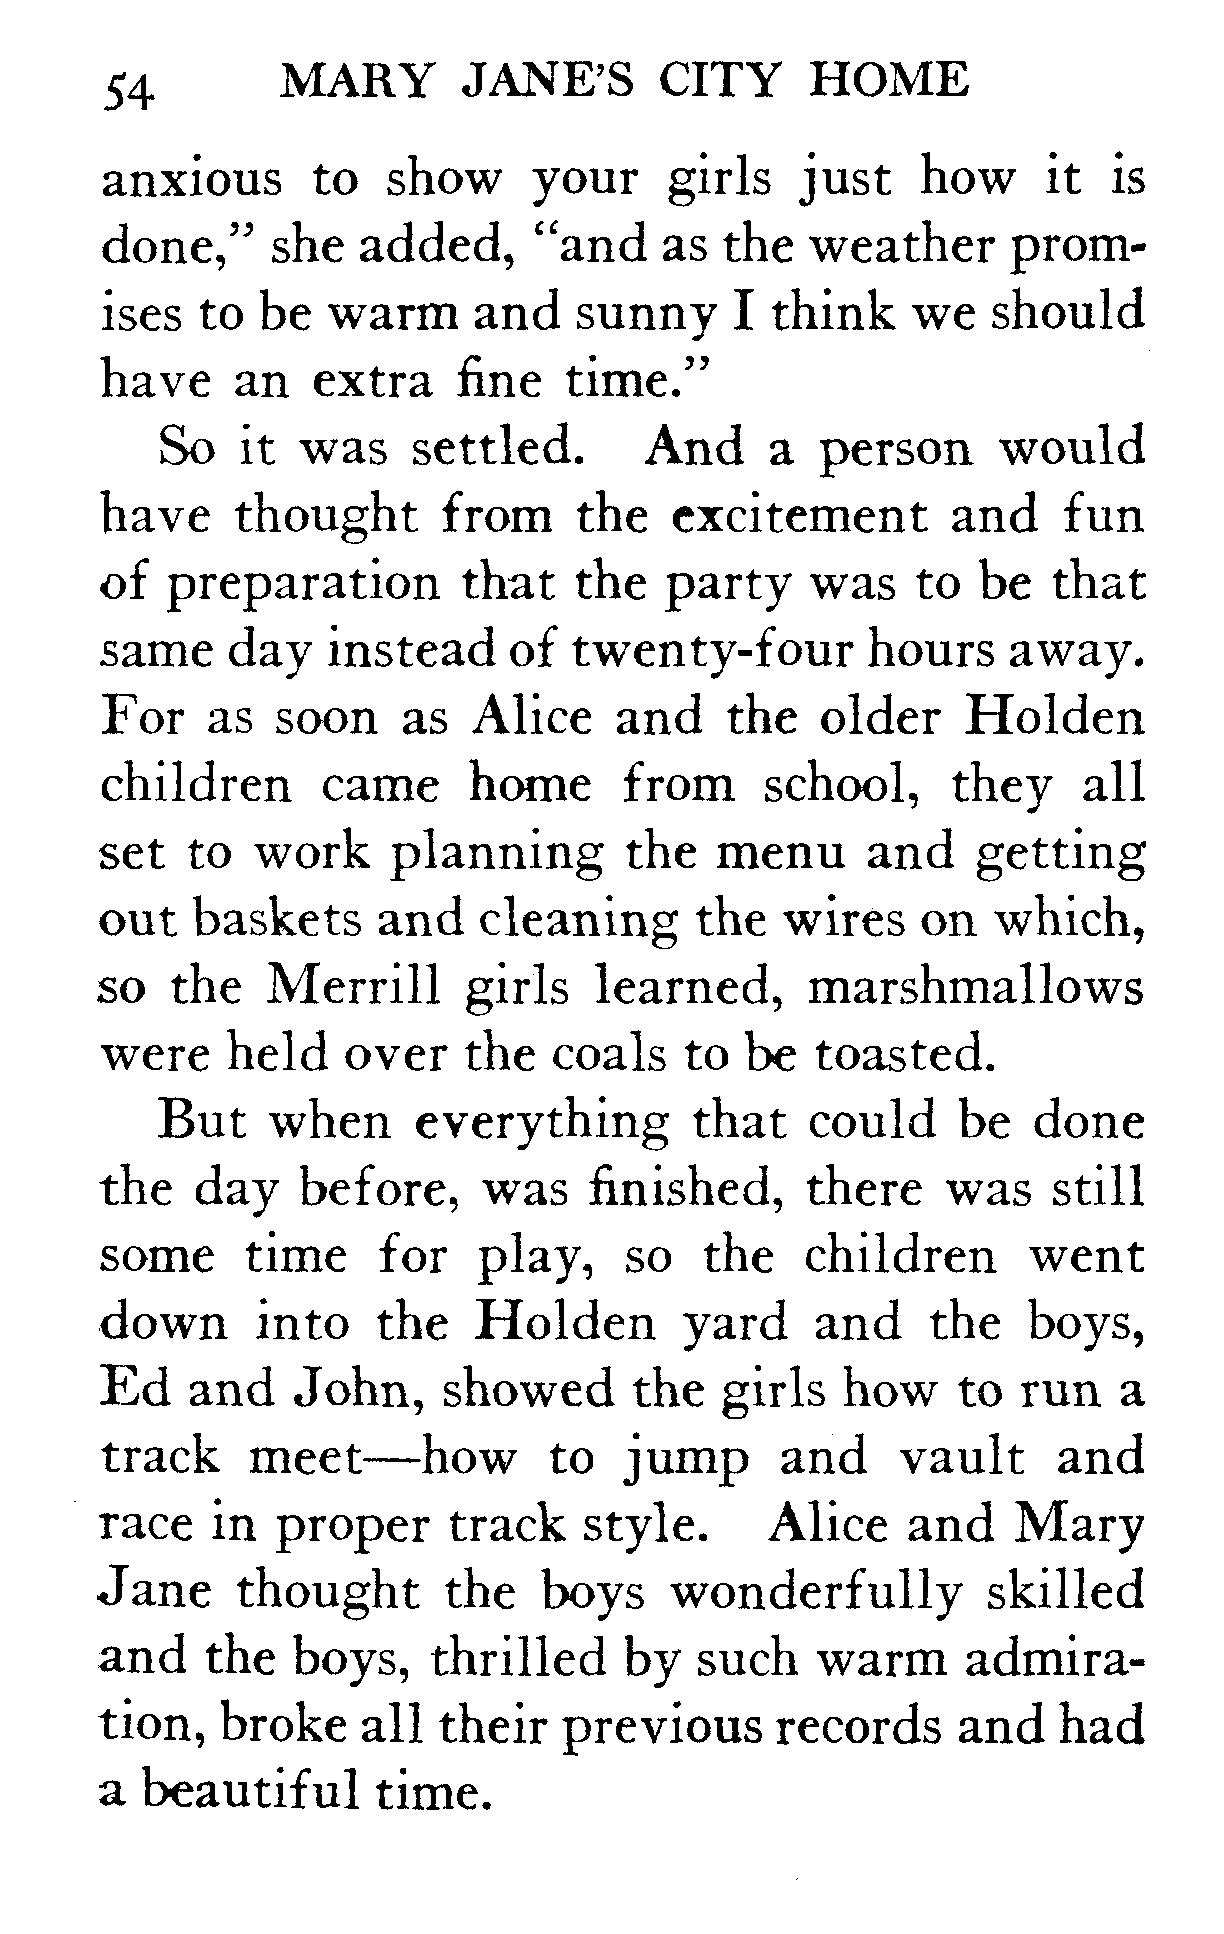 54 MARY JANE'S CITY HOME
anxious to show your girls just how it is
done,” she added, “and as the weather prom-
ises to be warm and sunny I think we should
have an extra fine time.”
So it was settled. And a person would
have thought from the excitement and fun
of preparation that the party was to be that
same day instead of twenty-four hours away.
For as soon as Alice and the older Holden
children came home from school, they all
set to work planning the menu and getting
out baskets and cleaning the wires on which,
so the Merrill girls learned, marshmallows
were held over the coals to be toasted.
But when everything that could be done
the day before, was finished, there was still
some time for play, so the children went
down into the Holden yard and the boys,
Ed and John, showed the girls how to run a
track meet—how to jump and vault and
race in proper track style. Alice and Mary
Jane thought the boys wonderfully skilled
and the boys, thrilled by such warm admira-
tion, broke all their previous records and had
a beautiful time.